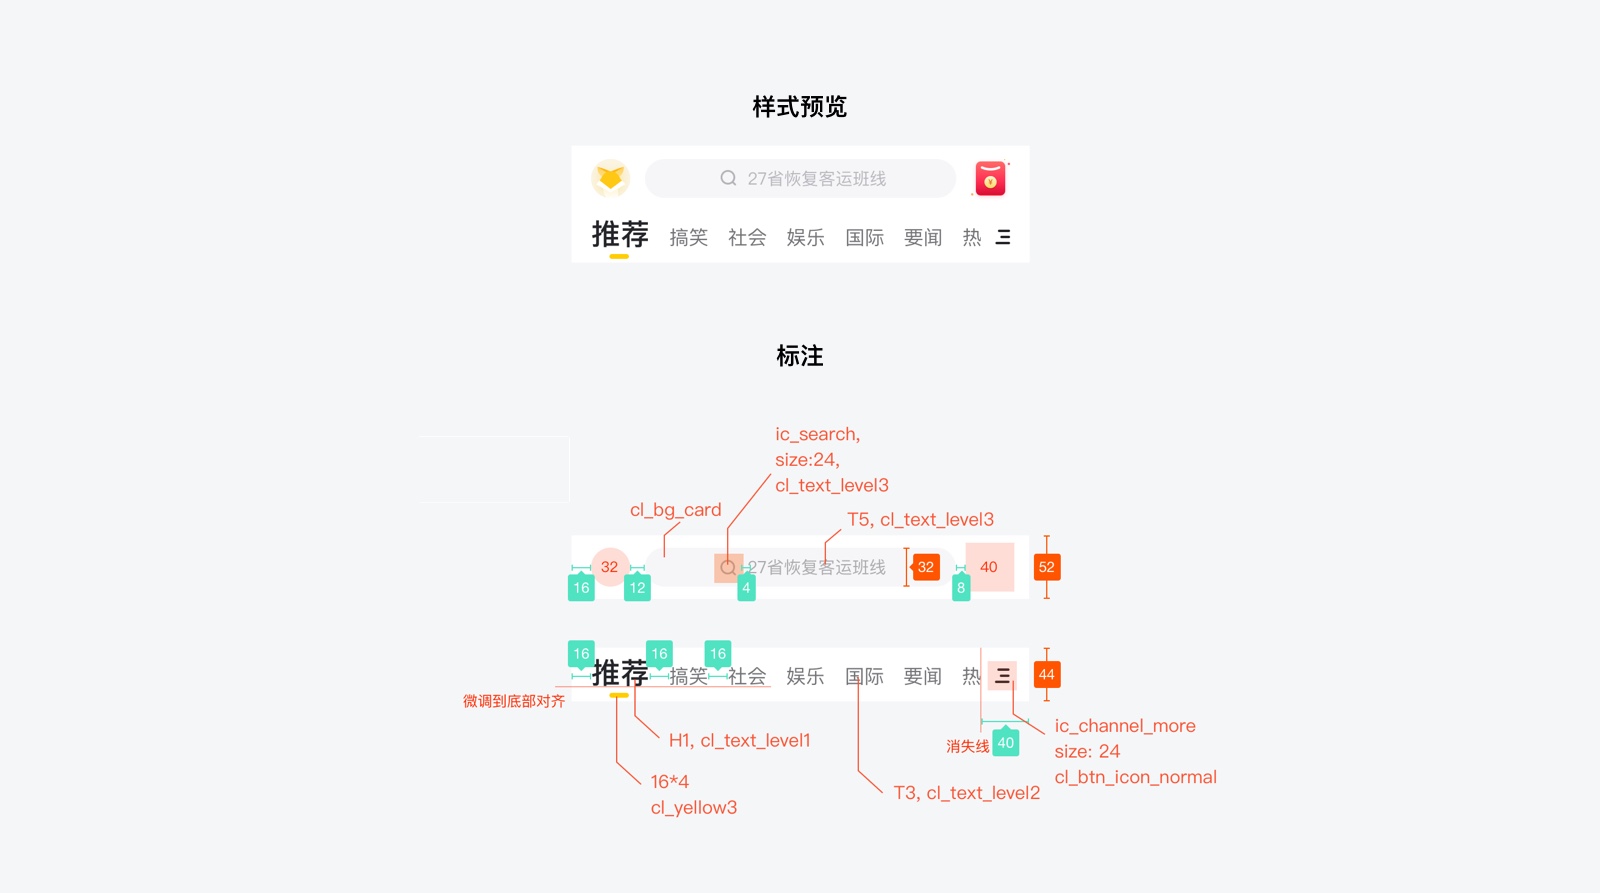 样式预览
27省恢复客运班线
¥
推荐 搞笑 社会 娱乐 国际 要闻 热
标注
ic_search,
size:24,
cl_text_level3
cl_bg_card
T5, cl_text_level3
32 27省恢复客运班线 32 40 52
16 12 4 8
16 16 16
推荐 搞笑 社会 娱乐 国际 要闻 热 44
微调到底部对齐
ic_channel_more
size: 24
cl_btn_icon_normal
H1, cl_text_level1
消失线 40
16*4
cl_yellow3
T3, cl_text_level2